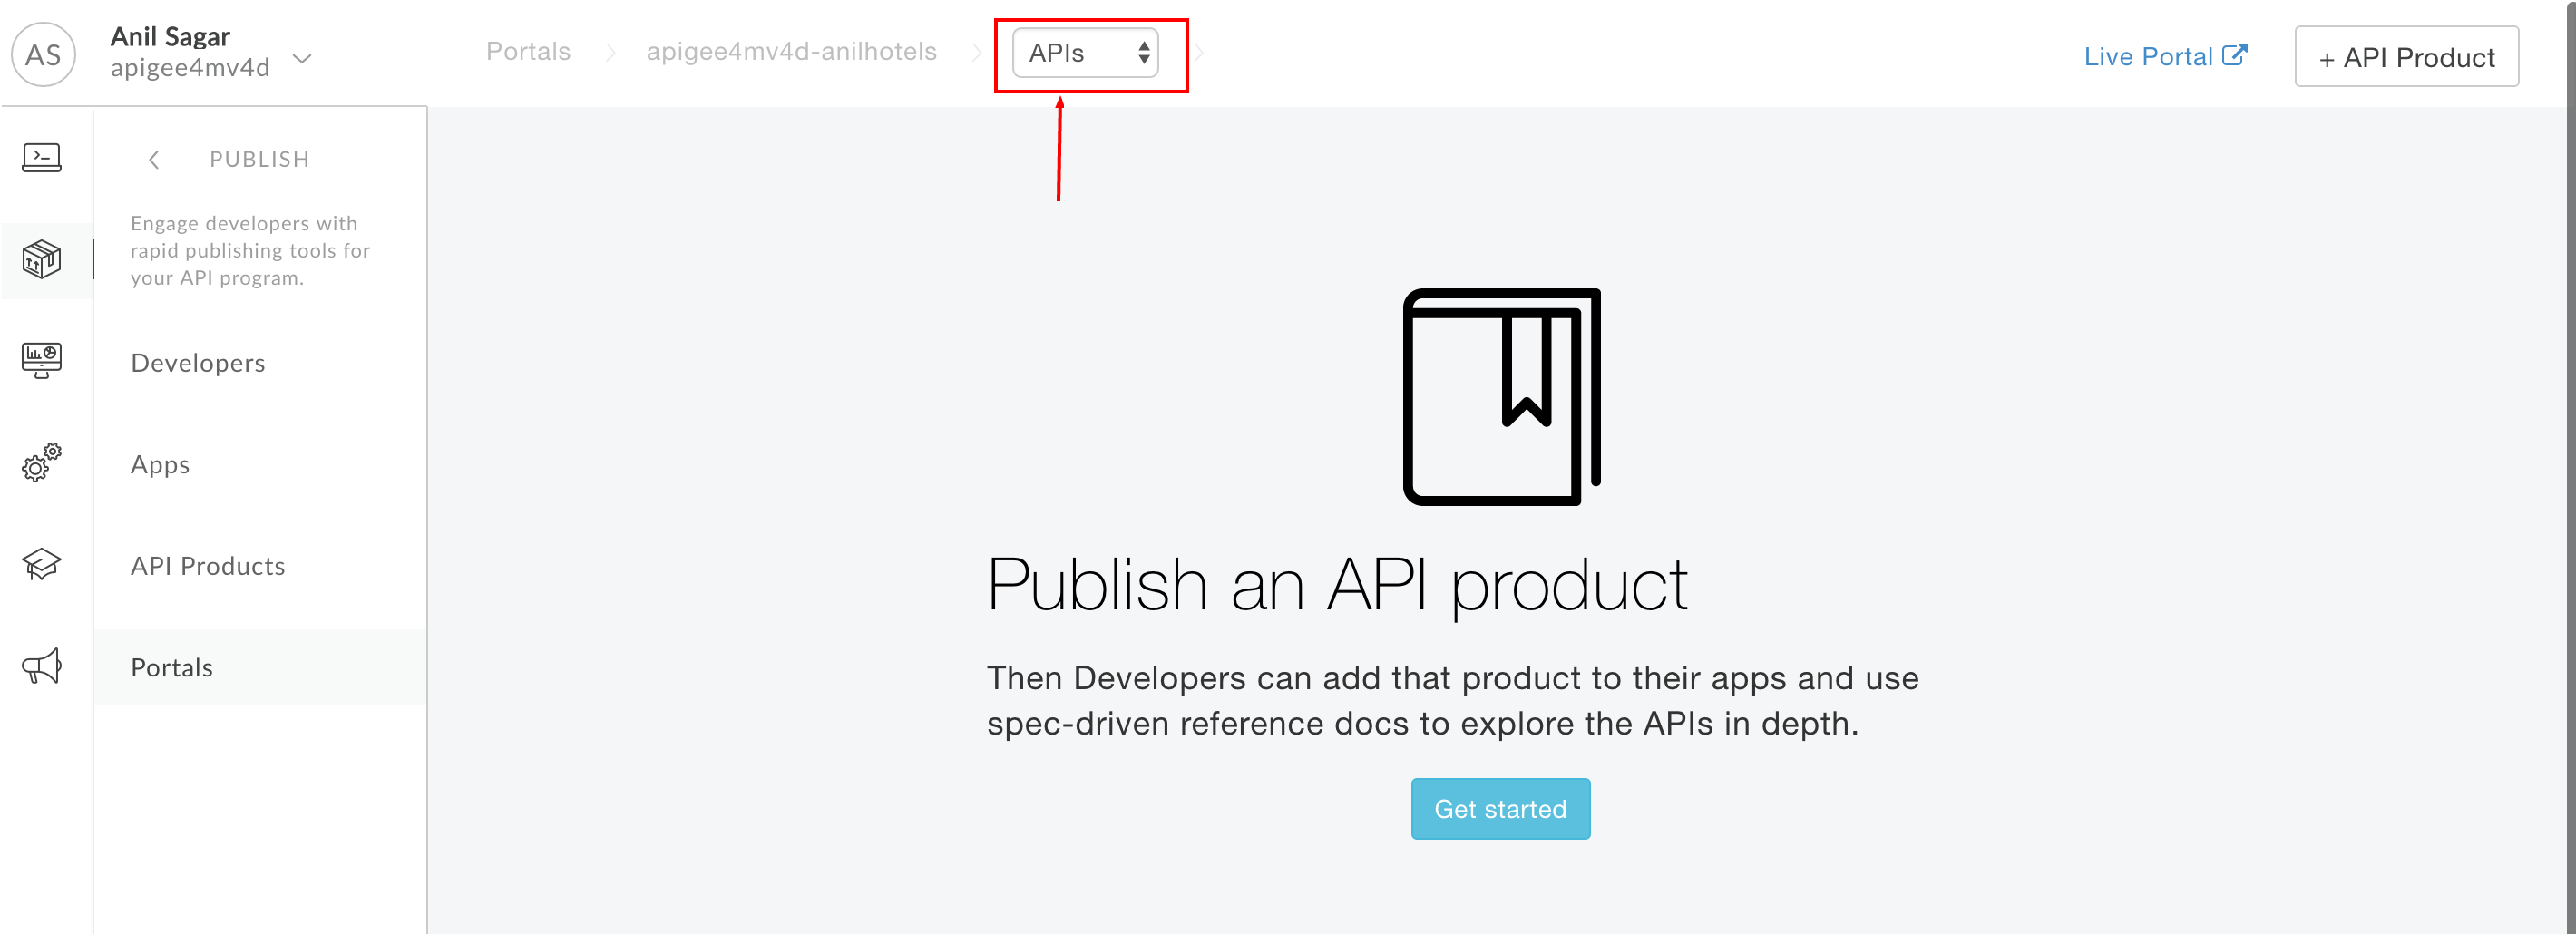 AS
Anil Sagar
apigee4mv4d
Portals
apigee4mv4d-anilhotels
APIs
Live Portal
+ API Product
PUBLISH
Engage developers with
rapid publishing tools for
your API program.
Developers
Apps
API Products
Portals
Publish an API product
Then Developers can add that product to their apps and use
spec-driven reference docs to explore the APIs in depth.
Get started